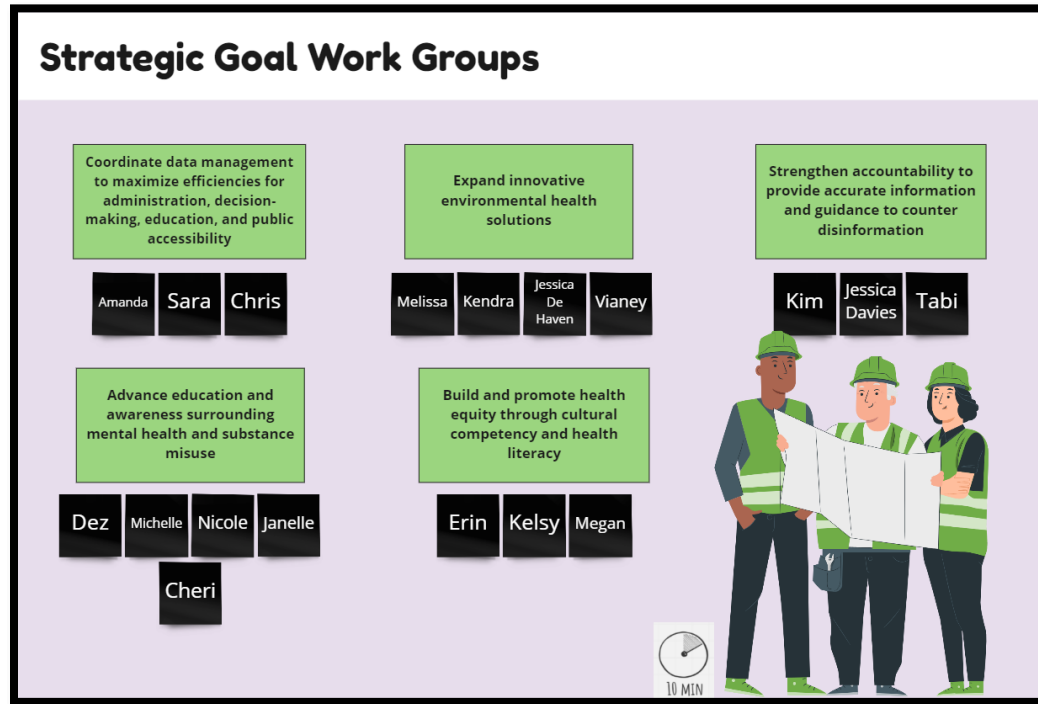 Strategic Goal Work Groups
Coordinate data management
to maximize efficiencies for
administration, decision-
making, education, and public
accessibility
Amanda
Sara
Chris
Expand innovative
environmental health
solutions
Melissa
Kendra
Jessica
De
Haven
Vianey
Strengthen accountability to
provide accurate information
and guidance to counter
disinformation
Kim
Jessica
Davies
Tabi
Advance education and
awareness surrounding
mental health and substance
misuse
Dez
Michelle
Nicole
Janelle
Cheri
Build and promote health
equity through cultural
competency and health
literacy
Erin
Kelsy
Megan
10 MIN